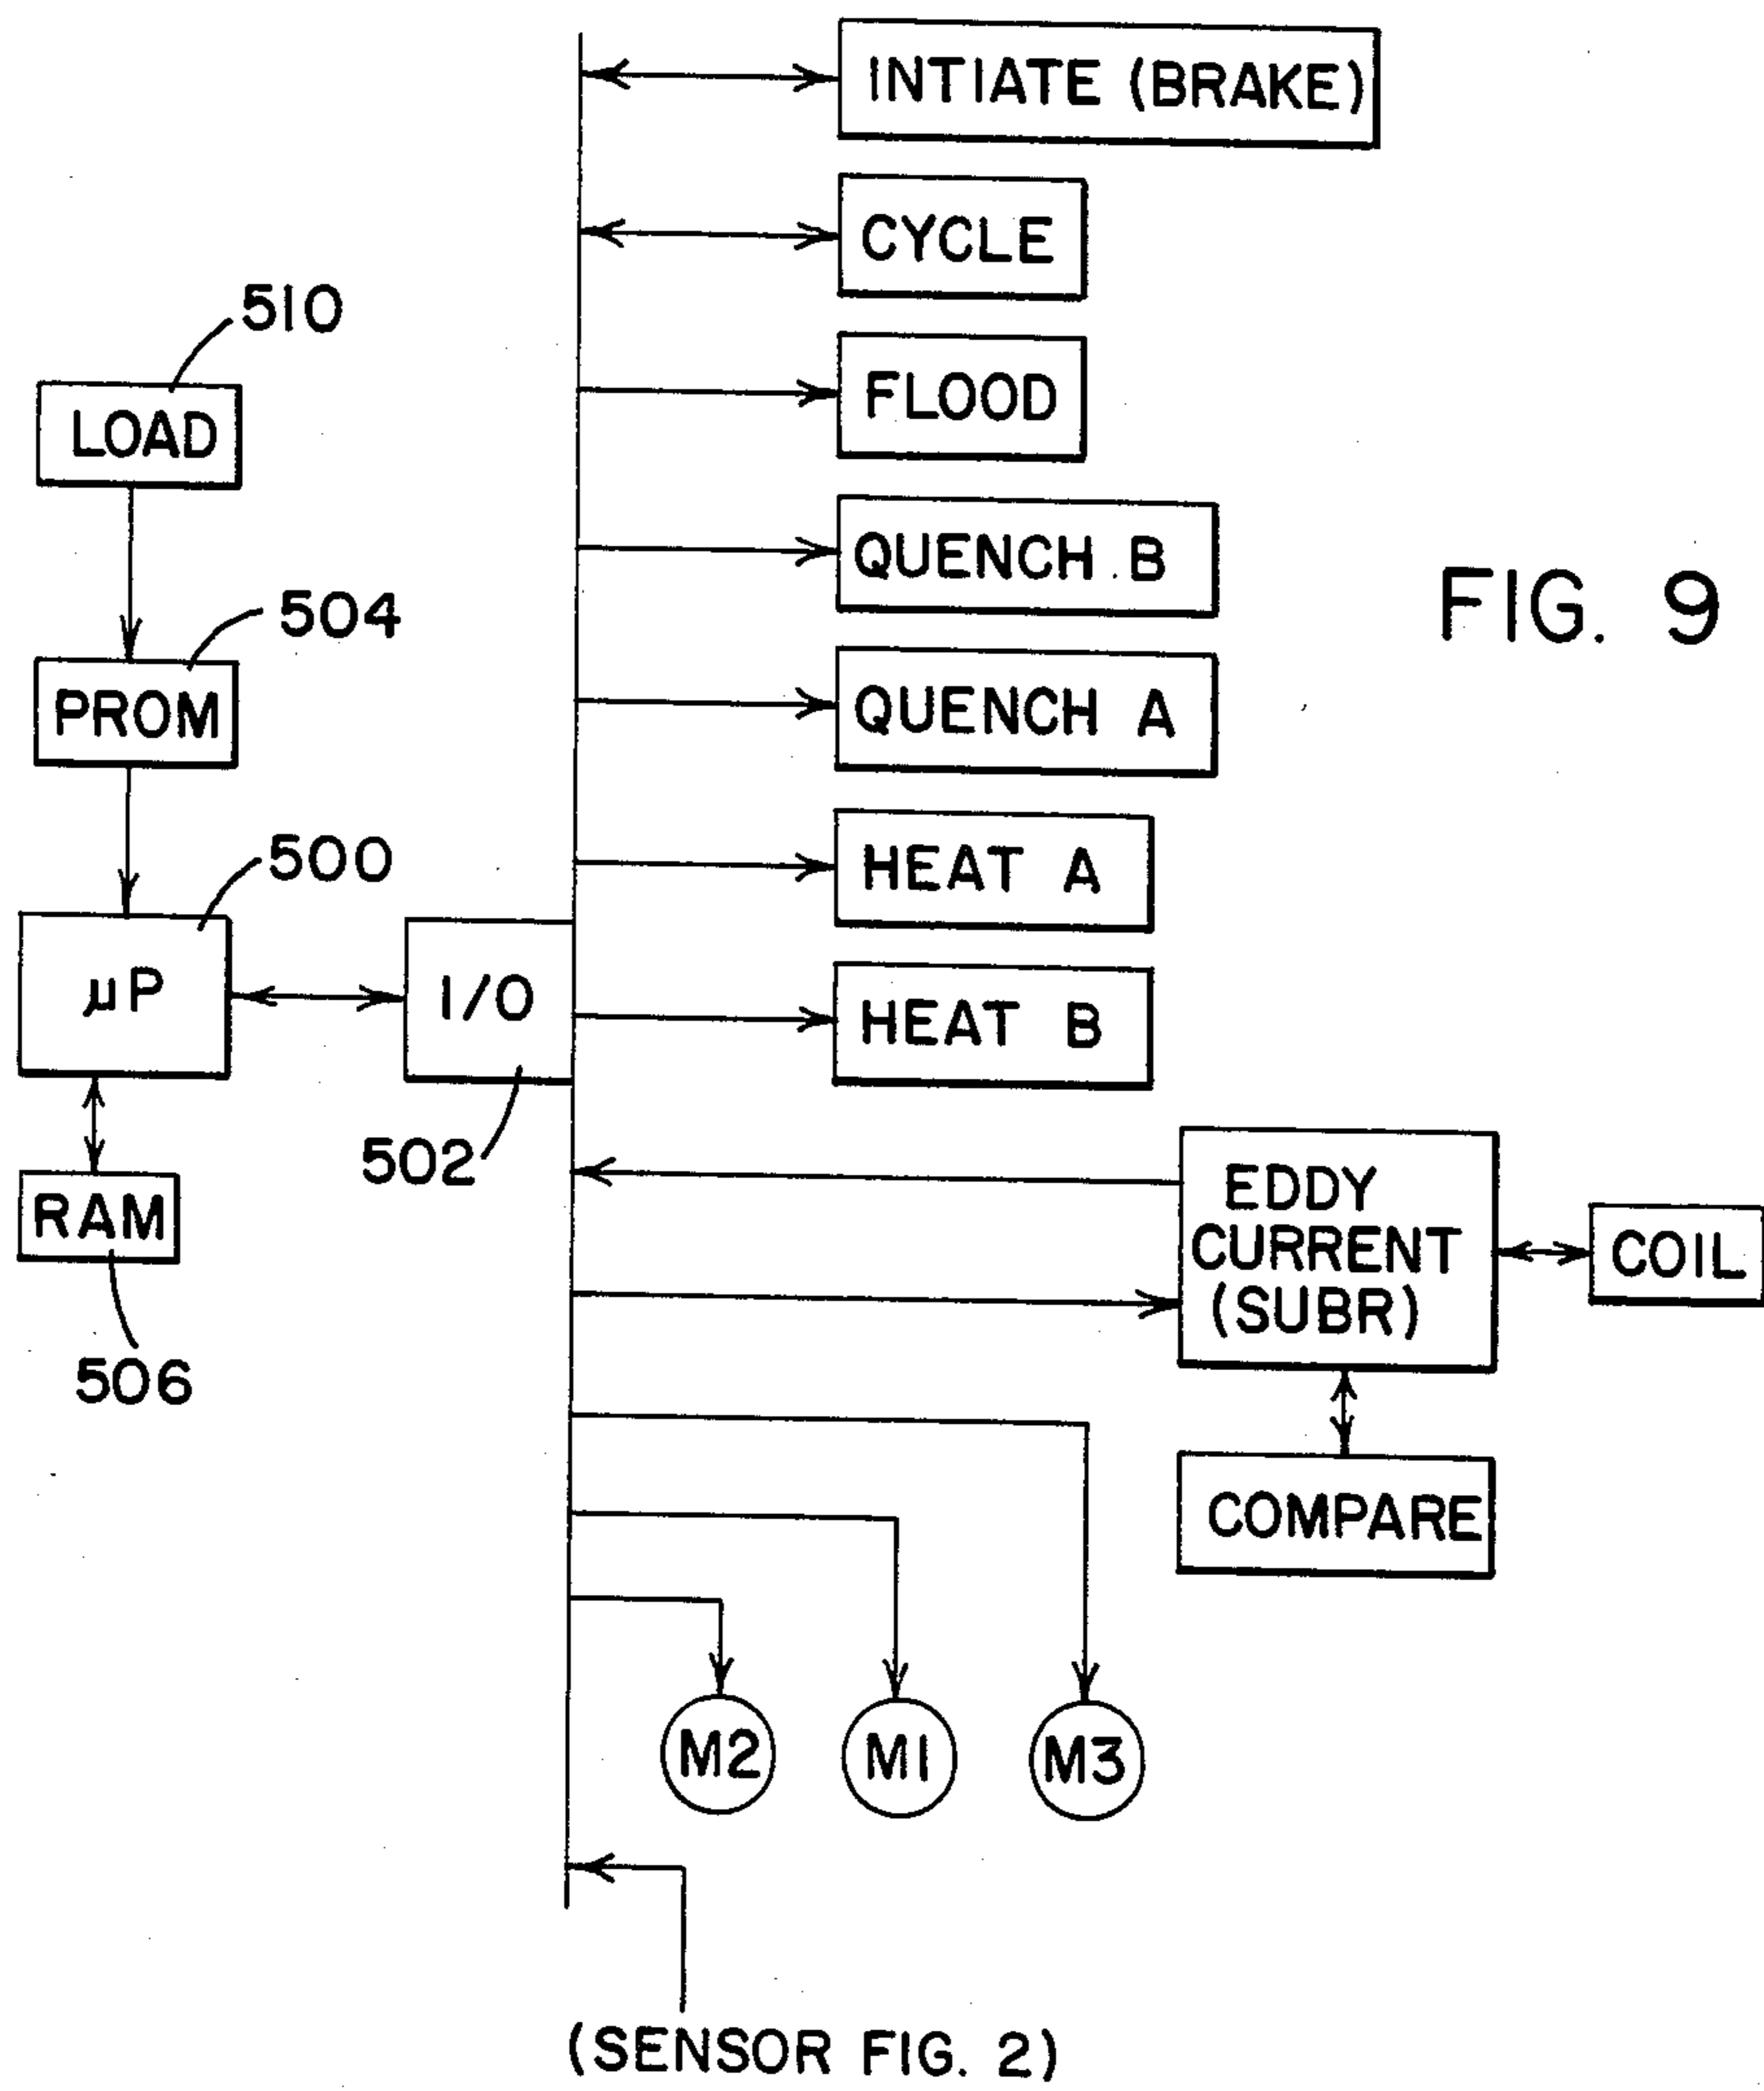 INTIATE (BRAKE)
CYCLE
510
FLOOD
LOAD
QUENCH B
FIG. 9
504
PROM
QUENCH A
500
HEAT A
µP
I/O
HEAT B
502
RAM
EDDY
CURRENT
(SUBR)
COIL
506
COMPARE
M2
M1
M3
(SENSOR FIG. 2)